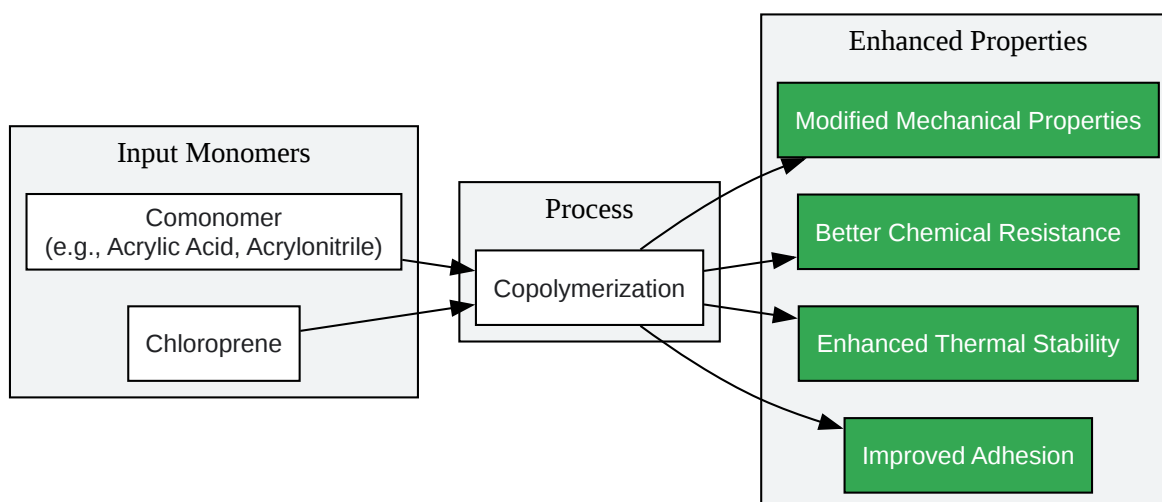 Input Monomers
Comonomer
(e.g., Acrylic Acid, Acrylonitrile)
Chloroprene
Process
Copolymerization
Enhanced Properties
Modified Mechanical Properties
Better Chemical Resistance
Enhanced Thermal Stability
Improved Adhesion